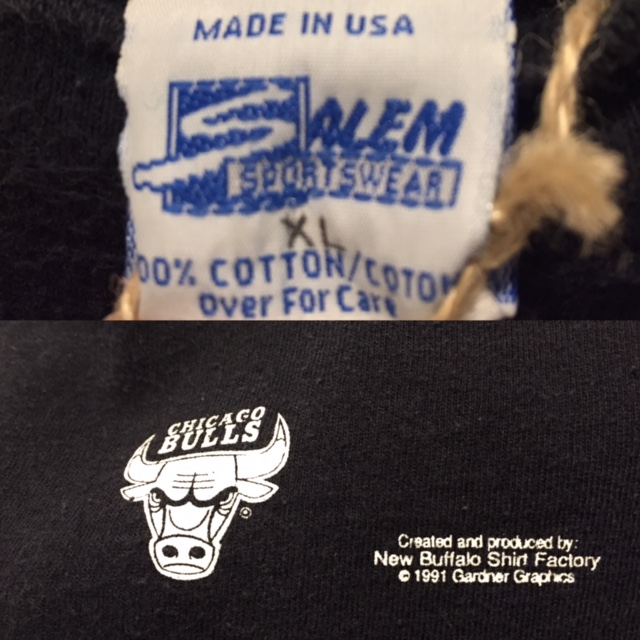 MADE IN USA
SALEM
SPORTSWEAR
XL
00% COTTON/COTON
Over For Care
CHICAGO
BULLS
®
Created and produced by:
New Buffalo Shirt Factory
© 1991 Gardner Graphics